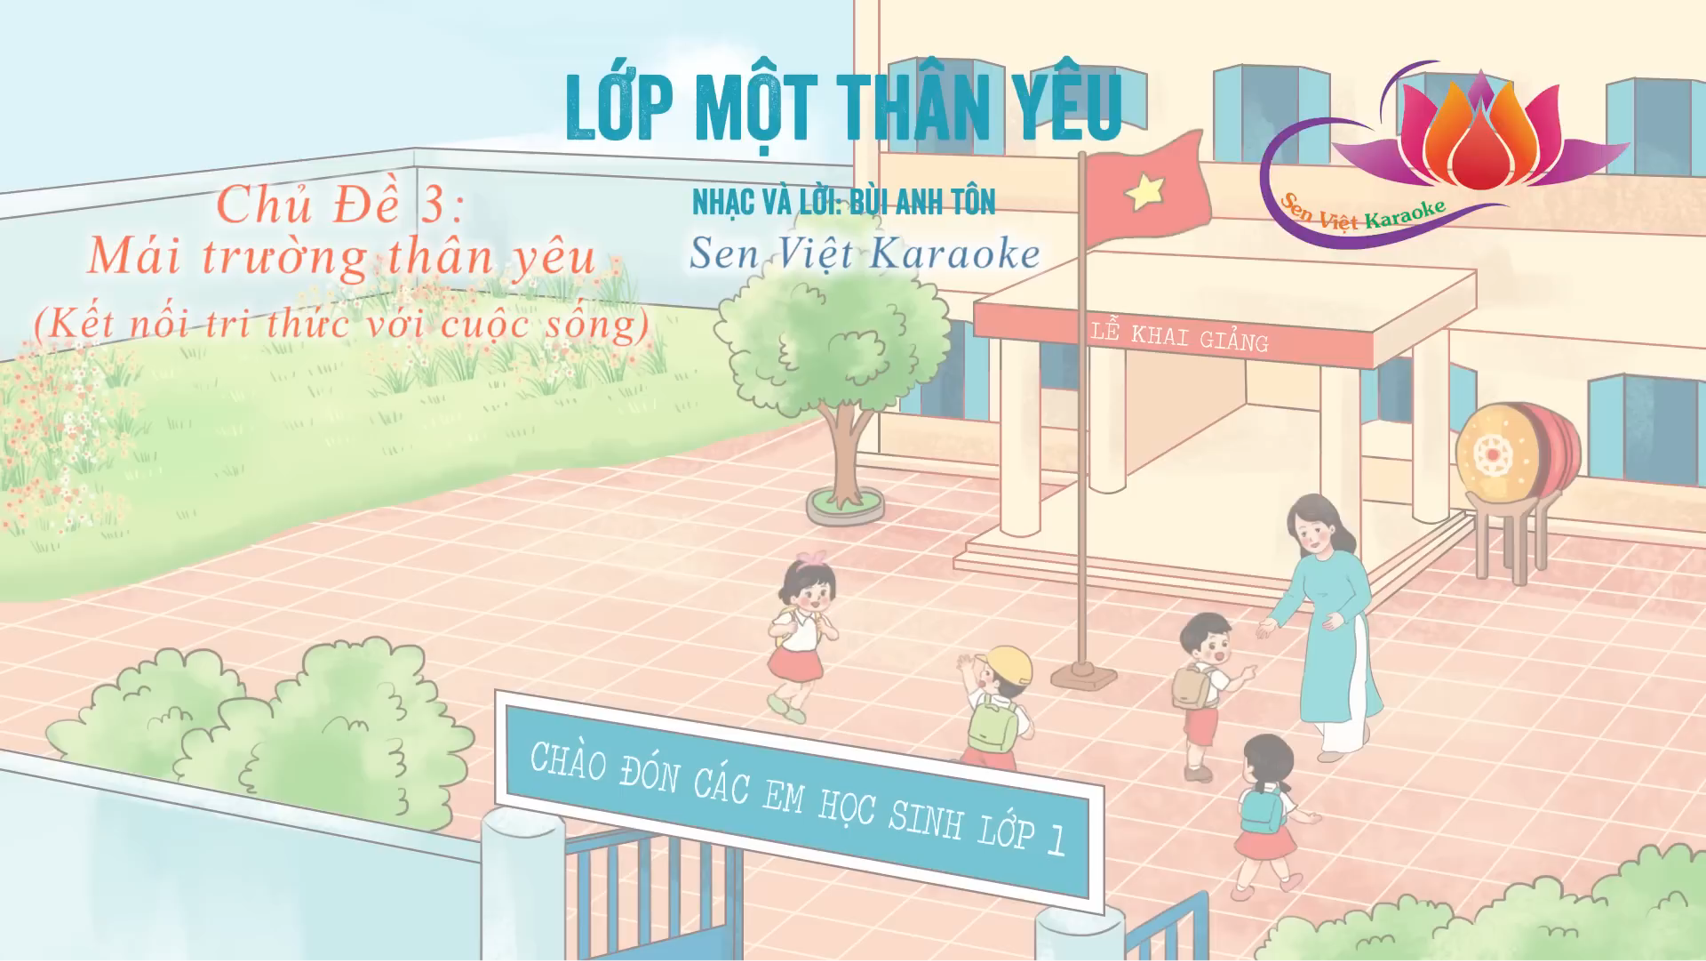 LỚP MỘT THÂN YÊU
NHẠC VÀ LỜI: BÙI ANH TÔN
Sen Việt Karaoke
Sen Việt Karaoke
Chủ Đề 3:
Mái trường thân yêu
(Kết nối tri thức với cuộc sống)
LỄ KHAI GIẢNG
CHÀO ĐÓN CÁC EM HỌC SINH LỚP 1